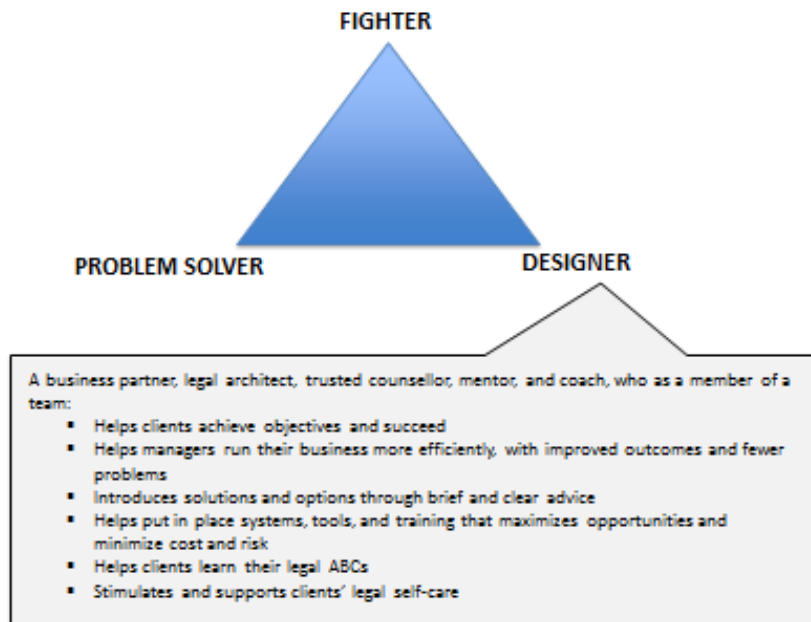 FIGHTER
PROBLEM SOLVER
DESIGNER
A business partner, legal architect, trusted counsellor, mentor, and coach, who as a member of a
team:
▪ Helps clients achieve objectives and succeed
▪ Helps managers run their business more efficiently, with improved outcomes and fewer
problems
▪ Introduces solutions and options through brief and clear advice
▪ Helps put in place systems, tools, and training that maximizes opportunities and
minimize cost and risk
▪ Helps clients learn their legal ABCs
▪ Stimulates and supports clients’ legal self-care